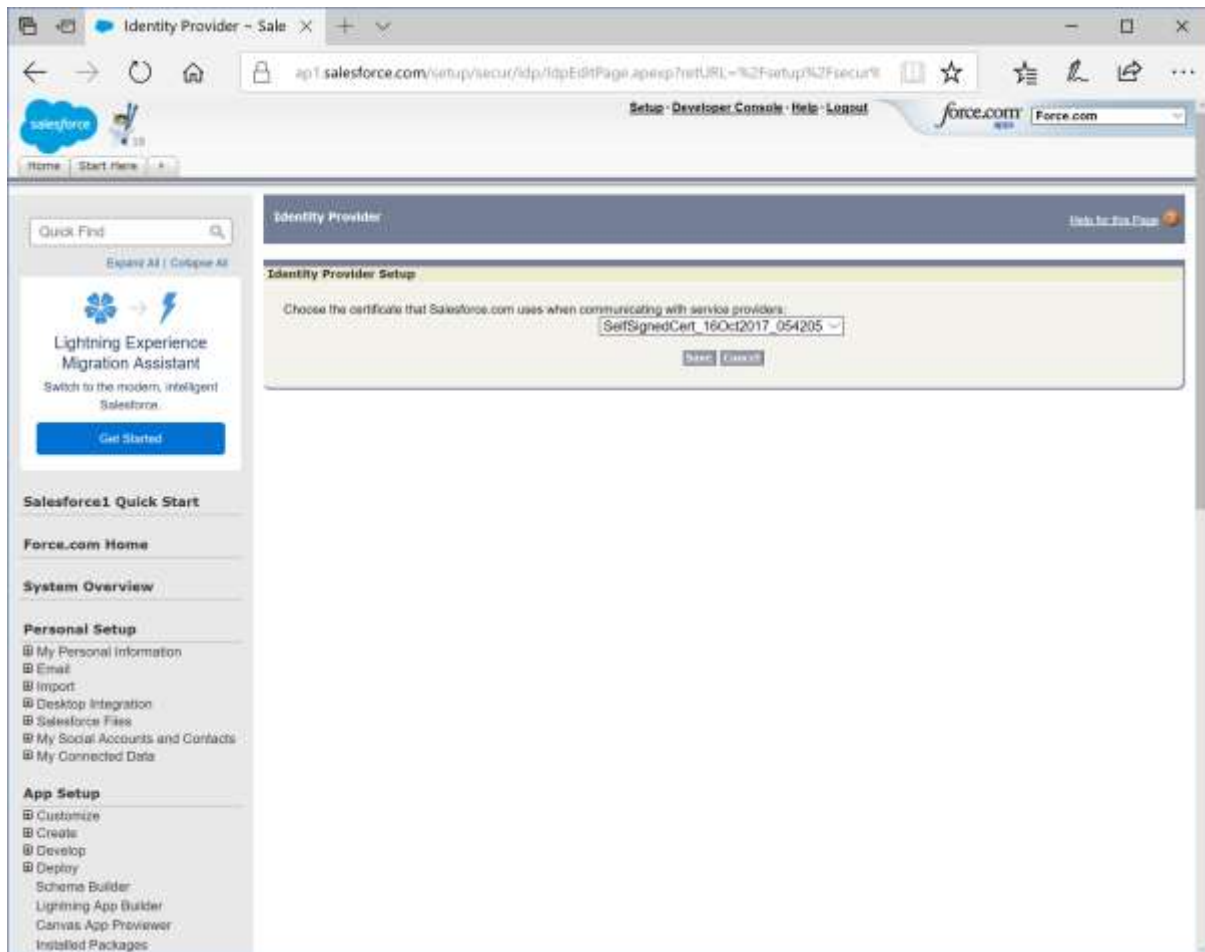 Identity Provider – Sale
ap1.salesforce.com/setup/secur/idp/IdpEditPage.apexp?retURL=%2Fsetup%2Fsecur%
salesforce
Setup · Developer Console · Help · Logout
force.com
apps
Force.com
Home
Start Here
+
Quick Find
Expand All | Collapse All
Lightning Experience
Migration Assistant
Switch to the modern, intelligent
Salesforce.
Get Started
Salesforce1 Quick Start
Force.com Home
System Overview
Personal Setup
My Personal Information
Email
Import
Desktop Integration
Salesforce Files
My Social Accounts and Contacts
My Connected Data
App Setup
Customize
Create
Develop
Deploy
Schema Builder
Lightning App Builder
Canvas App Previewer
Installed Packages
Identity Provider
Help for this Page
Identity Provider Setup
Choose the certificate that Salesforce.com uses when communicating with service providers:
SelfSignedCert_16Oct2017_054205
Save
Cancel